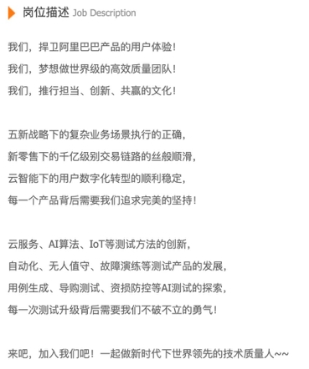 岗位描述 Job Description
我们，捍卫阿里巴巴产品的用户体验！
我们，梦想做世界级的高效质量团队！
我们，推行担当、创新、共赢的文化！
五新战略下的复杂业务场景执行的正确，
新零售下的千亿级别交易链路的丝般顺滑，
云智能下的用户数字化转型的顺利稳定，
每一个产品背后需要我们追求完美的坚持！
云服务、AI算法、IoT等测试方法的创新，
自动化、无人值守、故障演练等测试产品的发展，
用例生成、导购测试、资损防控等AI测试的探索，
每一次测试升级背后需要我们不破不立的勇气！
来吧，加入我们吧！一起做新时代下世界领先的技术质量人~~